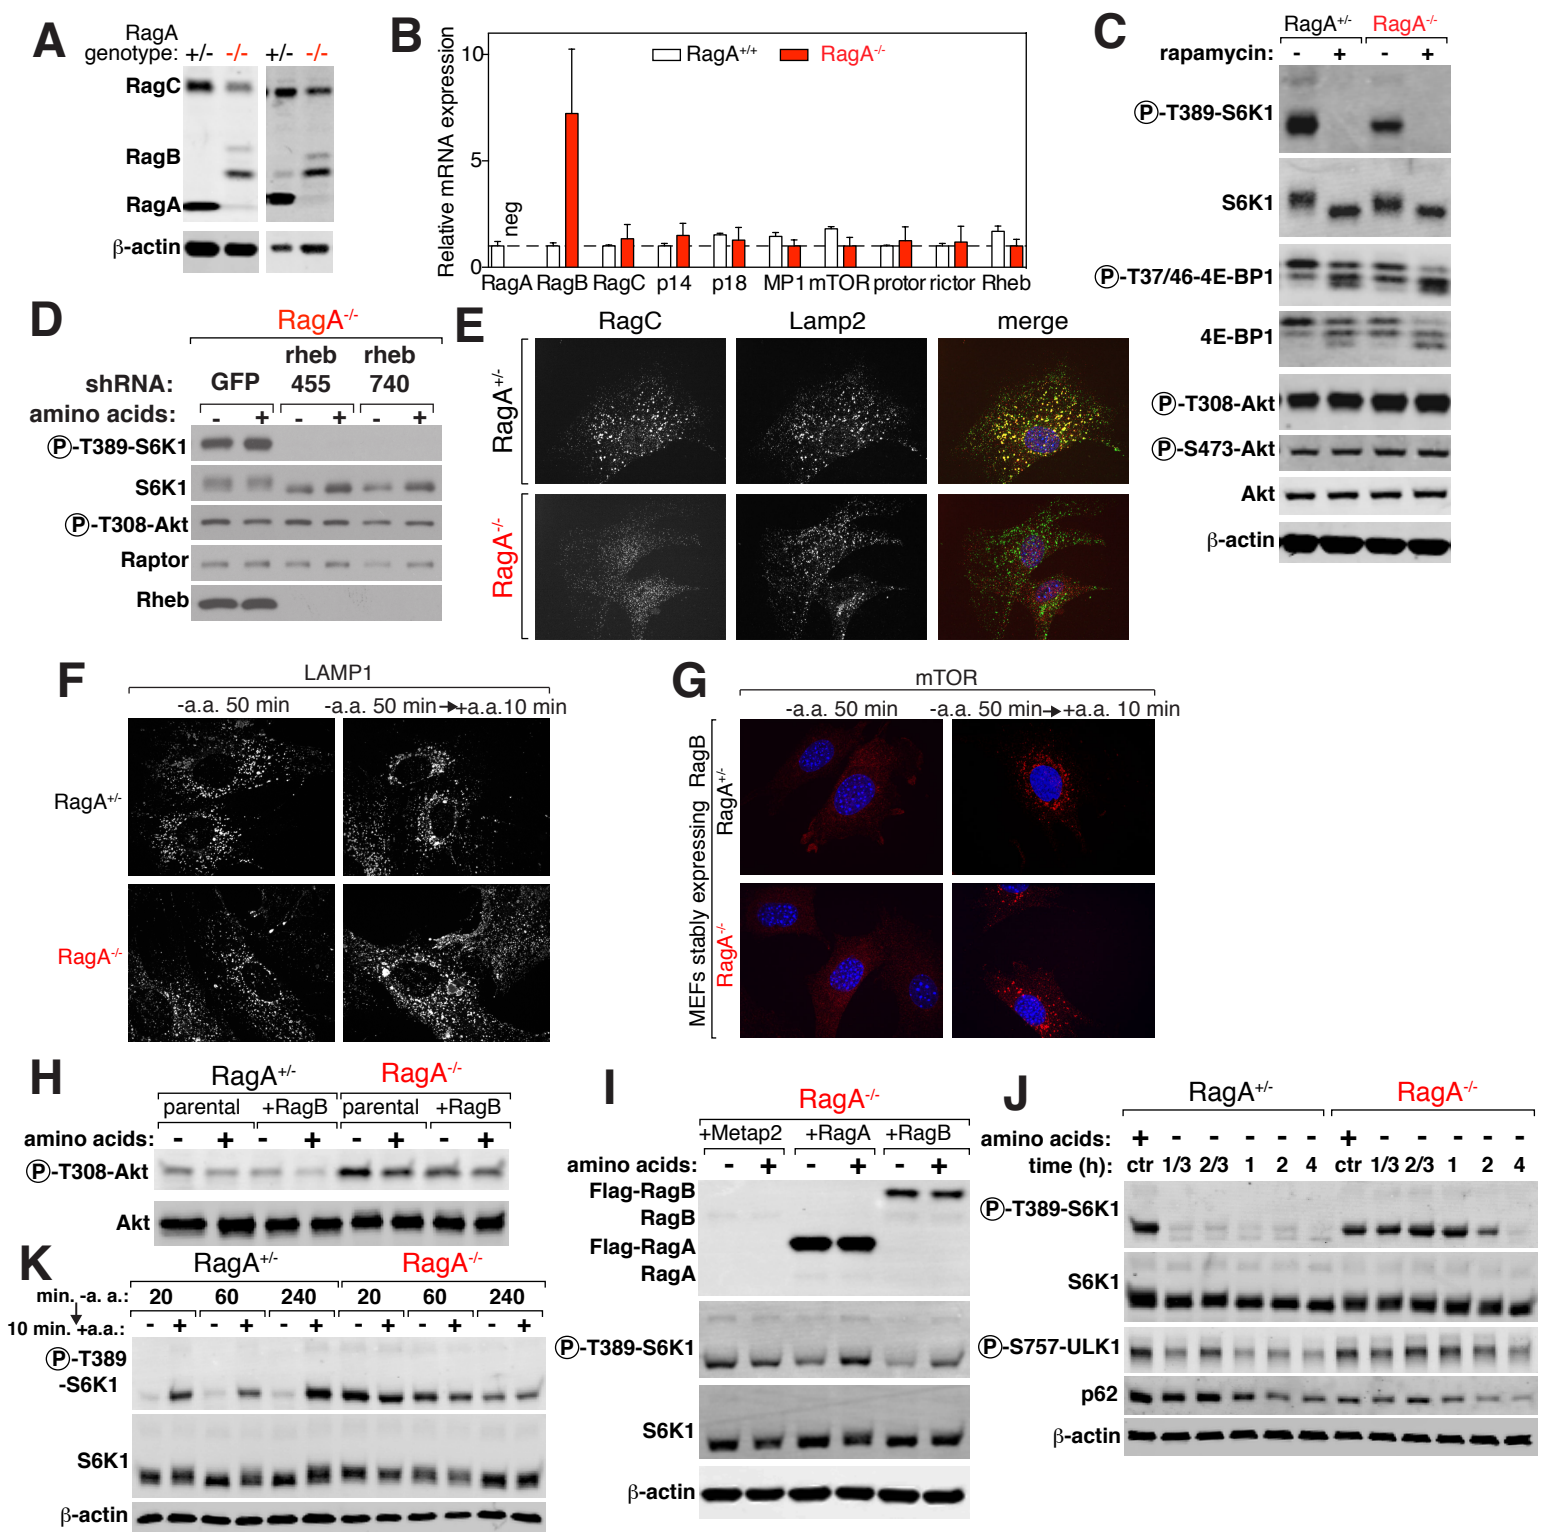 A
RagA
genotype: +/- -/- +/- -/-
RagC
RagB
RagA
β-actin
B
Relative mRNA expression
10
5
0
RagA+/+ RagA-/-
neg
RagA RagB RagC p14 p18 MP1 mTOR protor rictor Rheb
C
RagA+/- RagA-/-
rapamycin: - + - +
P-T389-S6K1
S6K1
P-T37/46-4E-BP1
4E-BP1
P-T308-Akt
P-S473-Akt
Akt
β-actin
D
RagA-/-
rheb rheb
shRNA: GFP 455 740
amino acids: - + - + - +
P-T389-S6K1
S6K1
P-T308-Akt
Raptor
Rheb
E
RagC Lamp2 merge
RagA+/-
RagA-/-
F
LAMP1
-a.a. 50 min -a.a. 50 min→+a.a.10 min
RagA+/-
RagA-/-
G
mTOR
-a.a. 50 min -a.a. 50 min→+a.a. 10 min
MEFs stably expressing RagB
RagA+/-
RagA-/-
H
RagA+/- RagA-/-
parental +RagB parental +RagB
amino acids: - + - + - + - +
P-T308-Akt
Akt
I
RagA-/-
+Metap2 +RagA +RagB
amino acids: - + - + - +
Flag-RagB
RagB
Flag-RagA
RagA
P-T389-S6K1
S6K1
β-actin
J
RagA+/- RagA-/-
amino acids: + - - - - - + - - - - -
time (h): ctr 1/3 2/3 1 2 4 ctr 1/3 2/3 1 2 4
P-T389-S6K1
S6K1
P-S757-ULK1
p62
β-actin
K
RagA+/- RagA-/-
min. -a. a.: 20 60 240 20 60 240
10 min. +a.a.: - + - + - + - + - + - +
P-T389
-S6K1
S6K1
β-actin